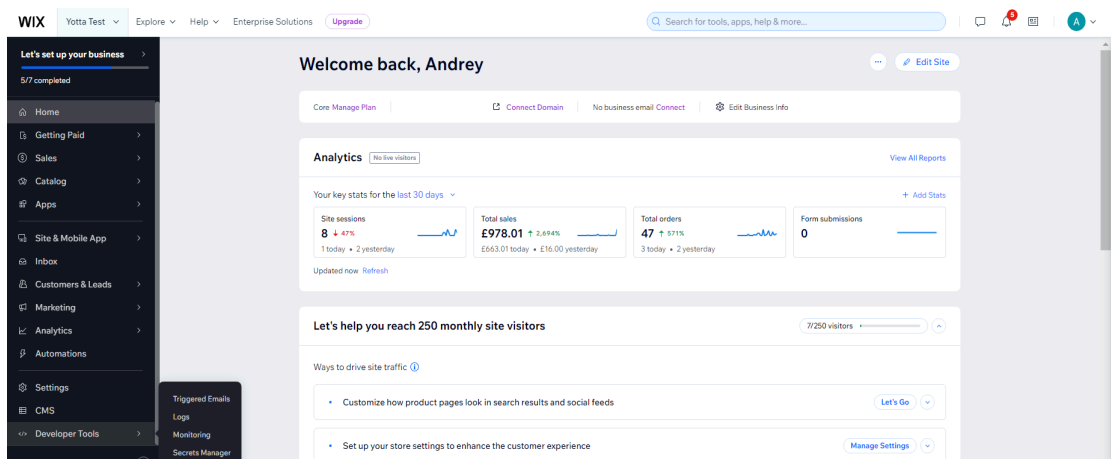 WIX Yotta Test Explore Help Enterprise Solutions Upgrade Search for tools, apps, help & more... 5 A
Let's set up your business
5/7 completed
Home
Getting Paid
Sales
Catalog
Apps
Site & Mobile App
Inbox
Customers & Leads
Marketing
Analytics
Automations
Settings
CMS
Developer Tools
Triggered Emails
Logs
Monitoring
Secrets Manager
Welcome back, Andrey
... Edit Site
Core Manage Plan Connect Domain No business email Connect Edit Business Info
Analytics No live visitors View All Reports
Your key stats for the last 30 days + Add Stats
Site sessions
8 ↓ 47%
1 today • 2 yesterday
Total sales
£978.01 ↑ 2,694%
£663.01 today • £16.00 yesterday
Total orders
47 ↑ 571%
3 today • 2 yesterday
Form submissions
0
Updated now Refresh
Let's help you reach 250 monthly site visitors 7/250 visitors
Ways to drive site traffic
• Customize how product pages look in search results and social feeds Let's Go
• Set up your store settings to enhance the customer experience Manage Settings